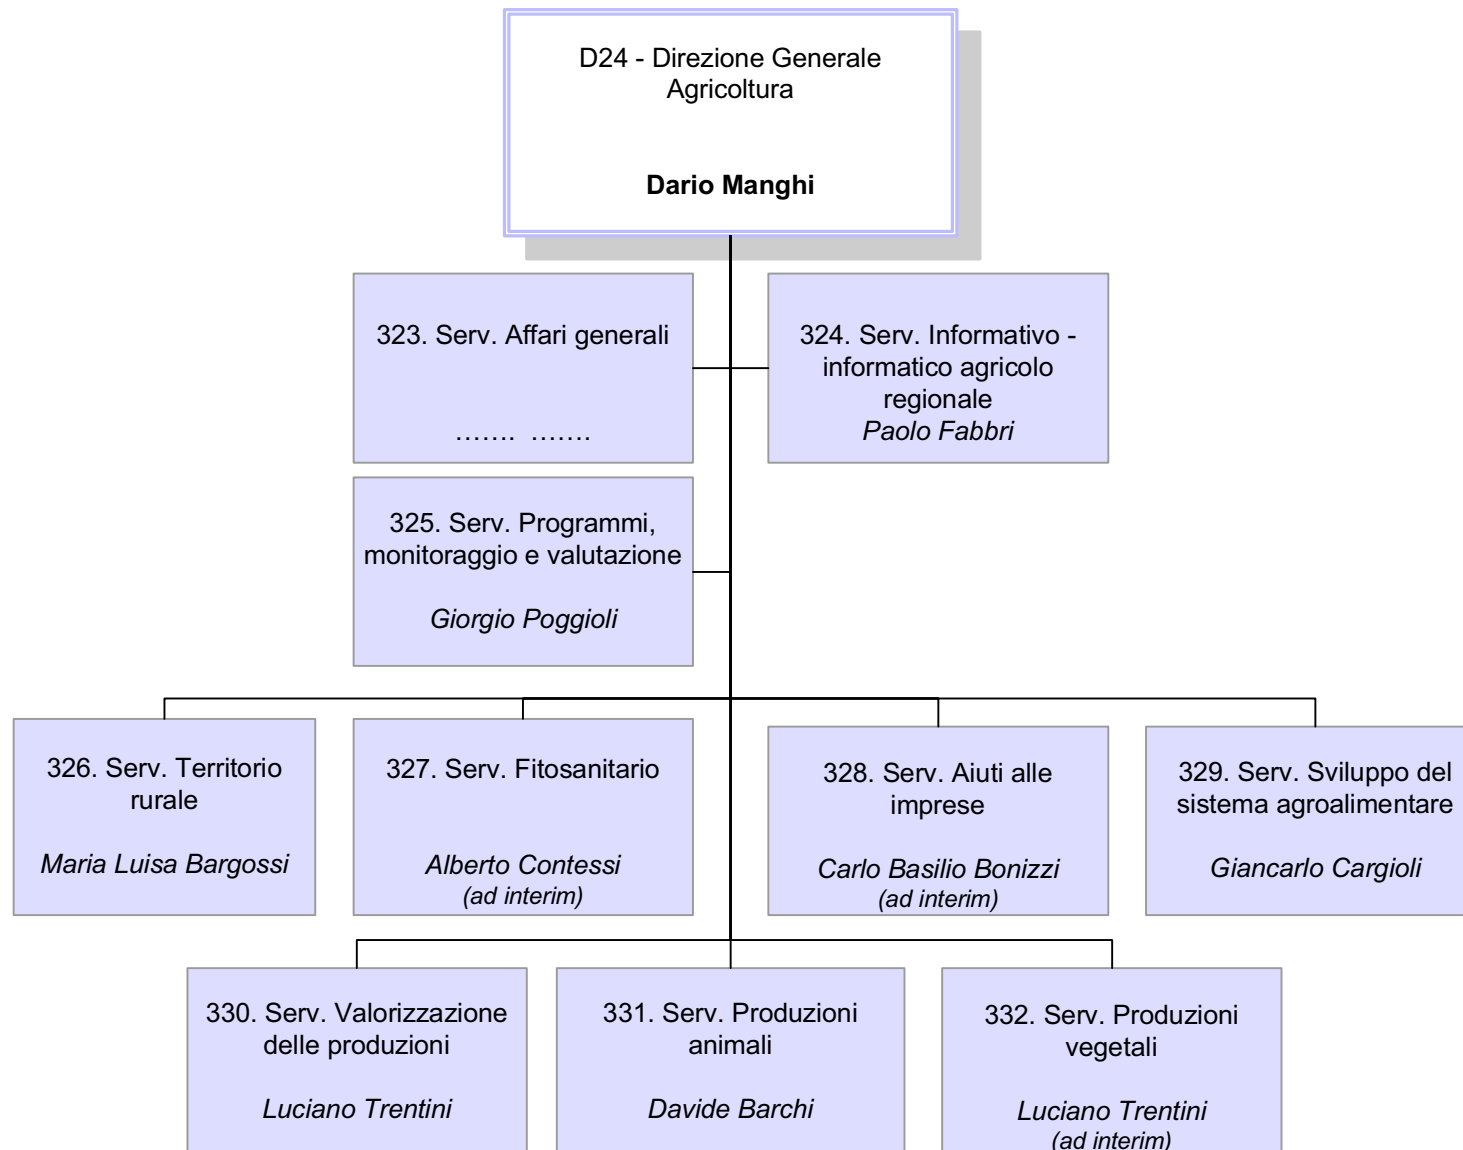 D24 - Direzione Generale
Agricoltura
Dario Manghi
323. Serv. Affari generali
....... .......
324. Serv. Informativo -
informatico agricolo
regionale
Paolo Fabbri
325. Serv. Programmi,
monitoraggio e valutazione
Giorgio Poggioli
326. Serv. Territorio
rurale
Maria Luisa Bargossi
327. Serv. Fitosanitario
Alberto Contessi
(ad interim)
328. Serv. Aiuti alle
imprese
Carlo Basilio Bonizzi
(ad interim)
329. Serv. Sviluppo del
sistema agroalimentare
Giancarlo Cargioli
330. Serv. Valorizzazione
delle produzioni
Luciano Trentini
331. Serv. Produzioni
animali
Davide Barchi
332. Serv. Produzioni
vegetali
Luciano Trentini
(ad interim)